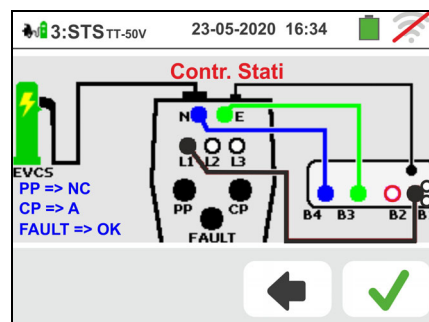 3:STS TT-50V 23-05-2020 16:34
Contr. Stati
N E
L1 L2 L3
EVCS
PP => NC
CP => A
FAULT => OK
PP CP
FAULT
B4 B3 B2 B